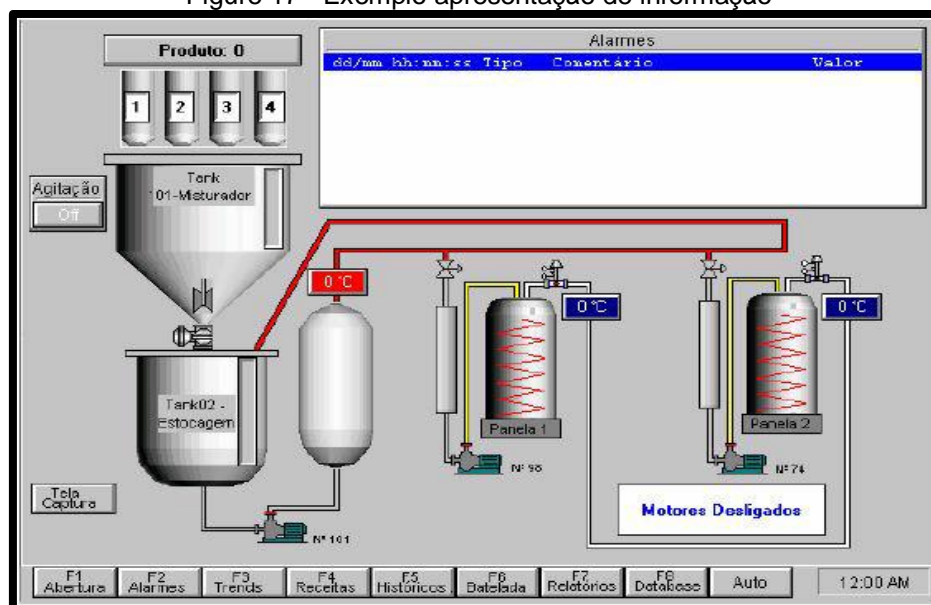 Figure 17 - Exemplo apresentação de informação
Produto: 0
Alarmes
dd/mm hh:nn:ss Tipo Comentário Valor
1 2 3 4
Tank
101-Misturador
Agitação
Off
0 °C
0 °C
0 °C
Tank02 -
Estocagem
Panela 1
Panela 2
Nº 98
Nº 74
Tela
Captura
Motores Desligados
Nº 101
F1
Abertura
F2
Alarmes
F3
Trends
F4
Receitas
F5
Históricos
F6
Batelada
F7
Relatórios
F8
Database
Auto
12:00 AM